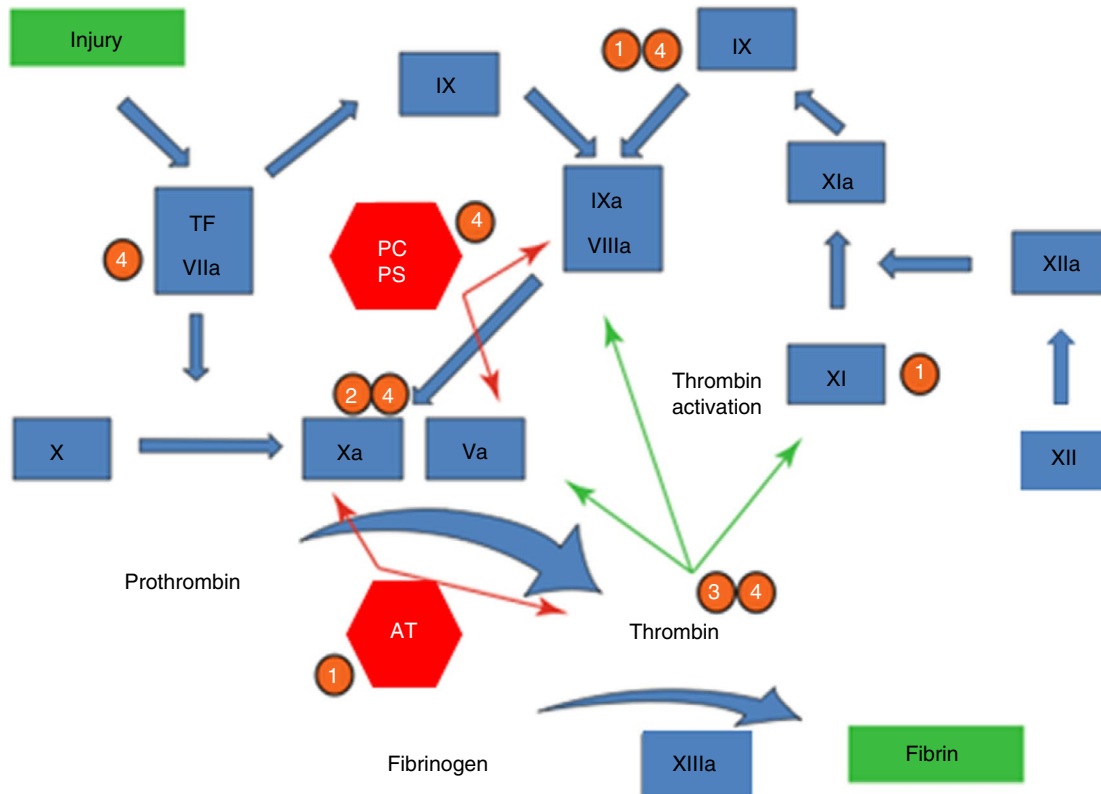 Injury
1
4
IX
IX
XIa
TF
VIIa
4
PC
PS
4
IXa
VIIIa
XIIa
2
4
Thrombin
activation
XI
1
X
Xa
Va
XII
Prothrombin
3
4
AT
Thrombin
1
Fibrinogen
XIIIa
Fibrin